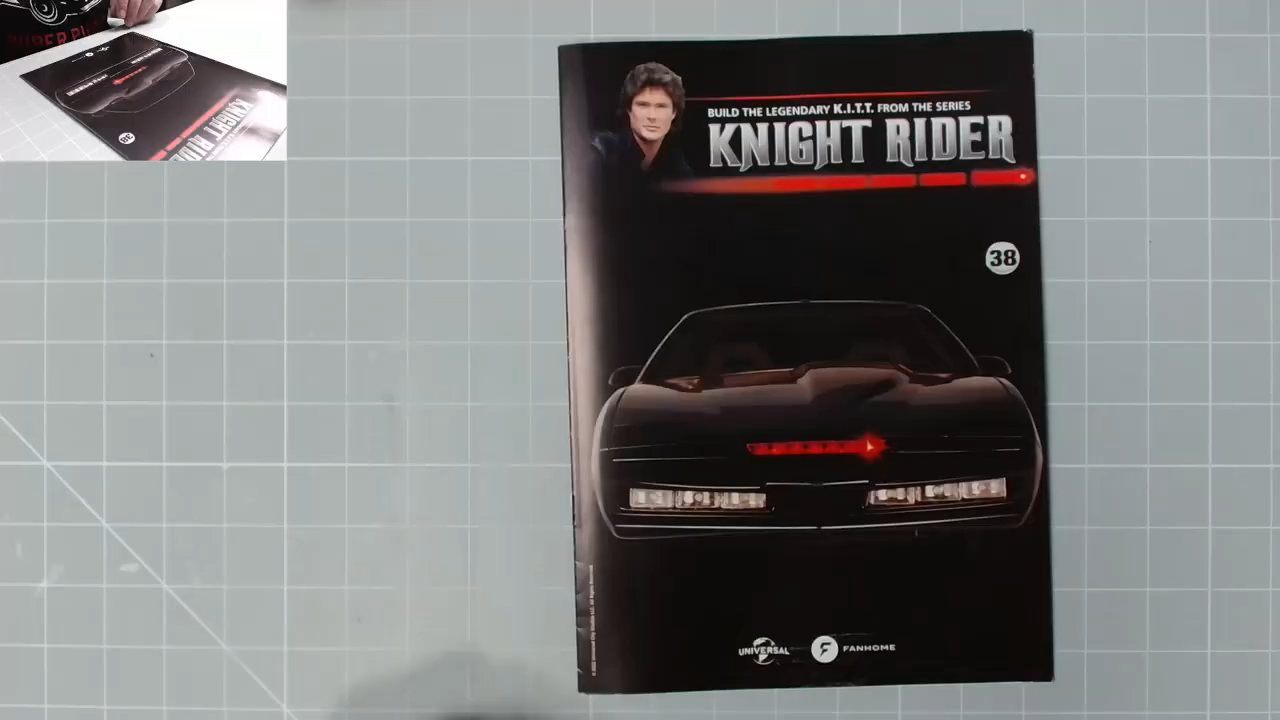 BUILD THE LEGENDARY K.I.T.T. FROM THE SERIES
KNIGHT RIDER
38
UNIVERSAL
FANHOME